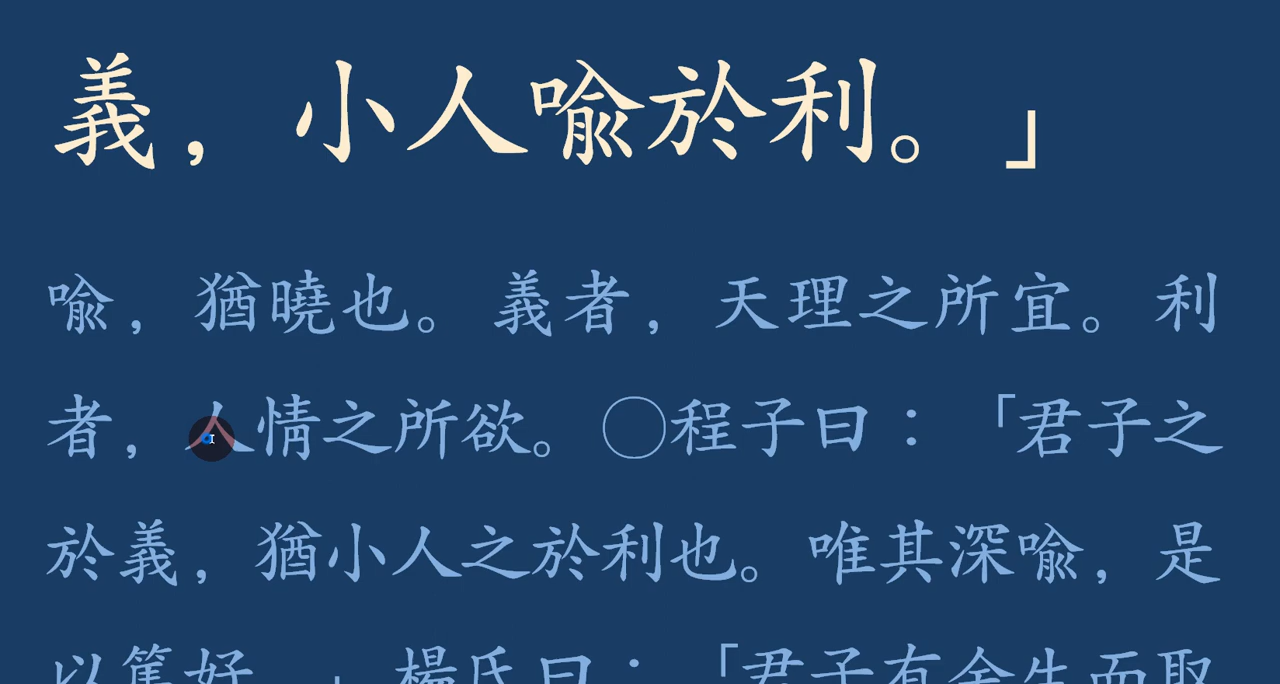 義，小人喻於利。」
喻，猶曉也。義者，天理之所宜。利
者，人情之所欲。○程子曰：「君子之
於義，猶小人之於利也。唯其深喻，是
以篤好。」楊氏曰：「君子有舍生而取